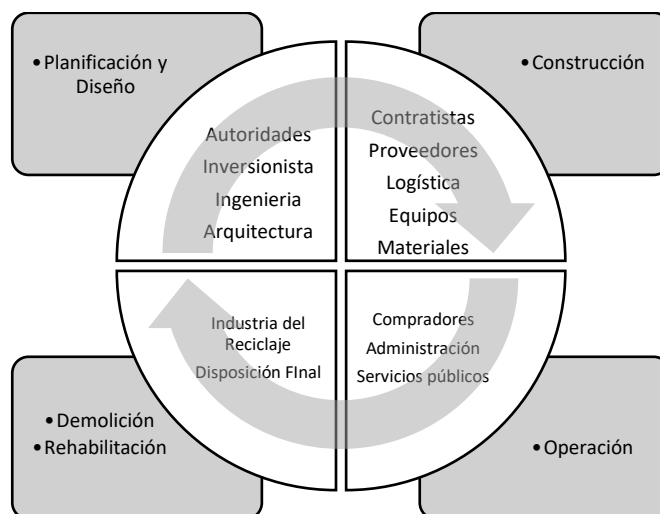 • Planificación y
Diseño
• Construcción
Autoridades
Inversionista
Ingenieria
Arquitectura
Contratistas
Proveedores
Logística
Equipos
Materiales
Industria del
Reciclaje
Disposición FInal
Compradores
Administración
Servicios públicos
• Demolición
• Rehabilitación
• Operación